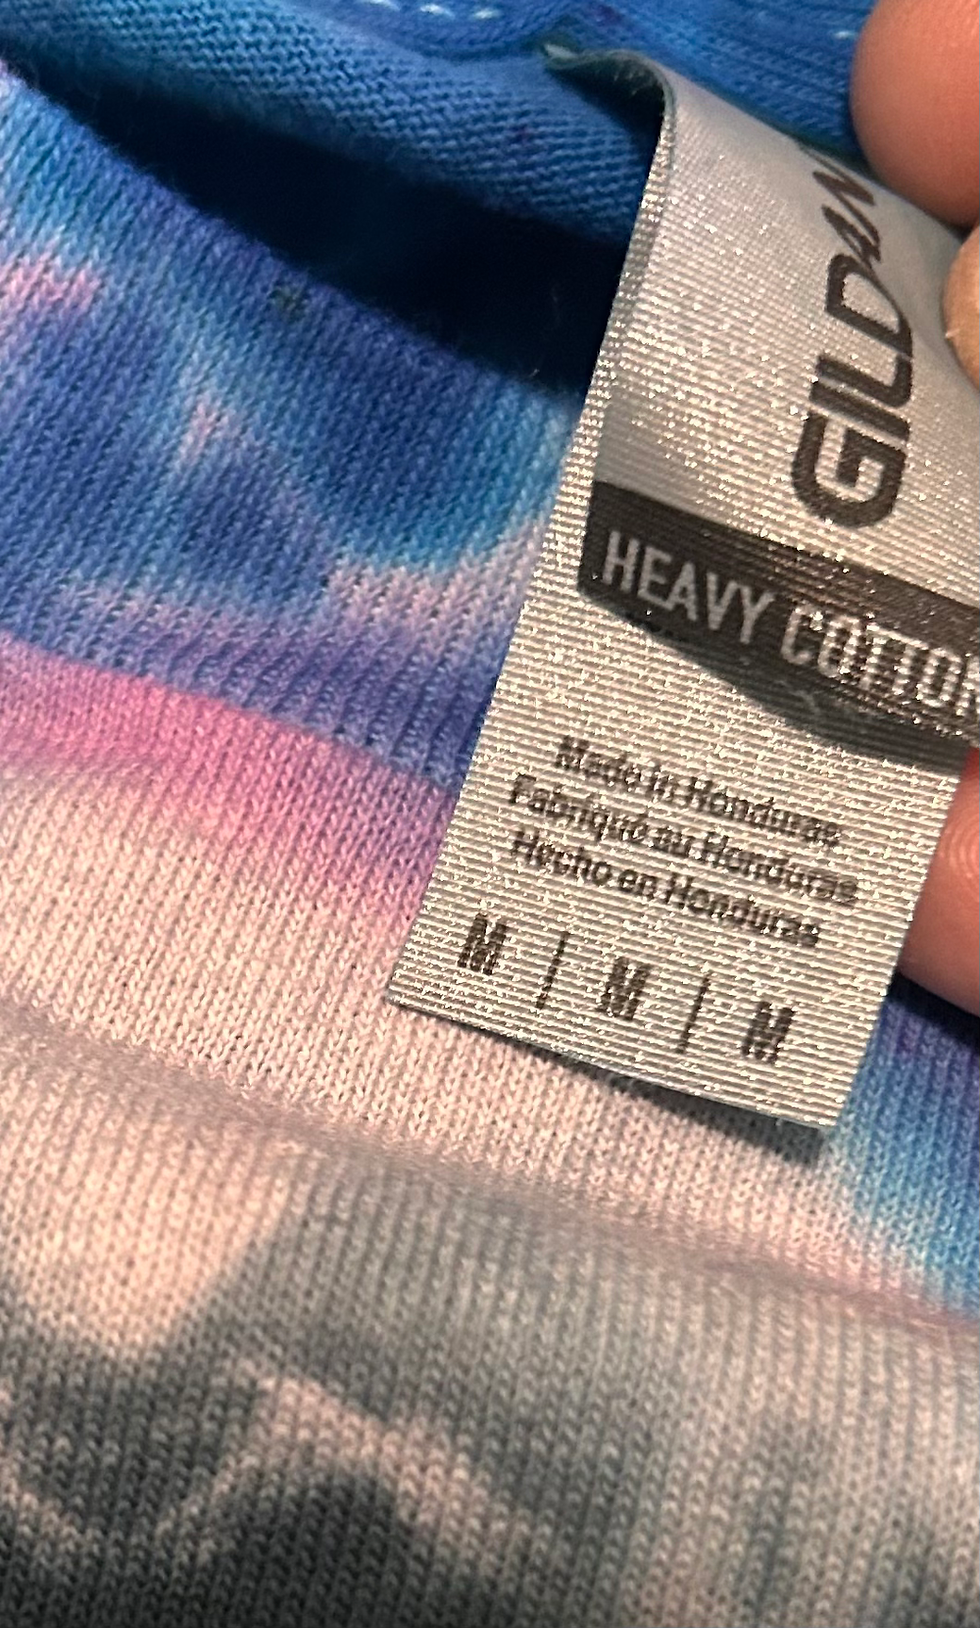 GILDAN
HEAVY COTTON
Made in Honduras
Fabriqué au Honduras
Hecho en Honduras
M | M | M